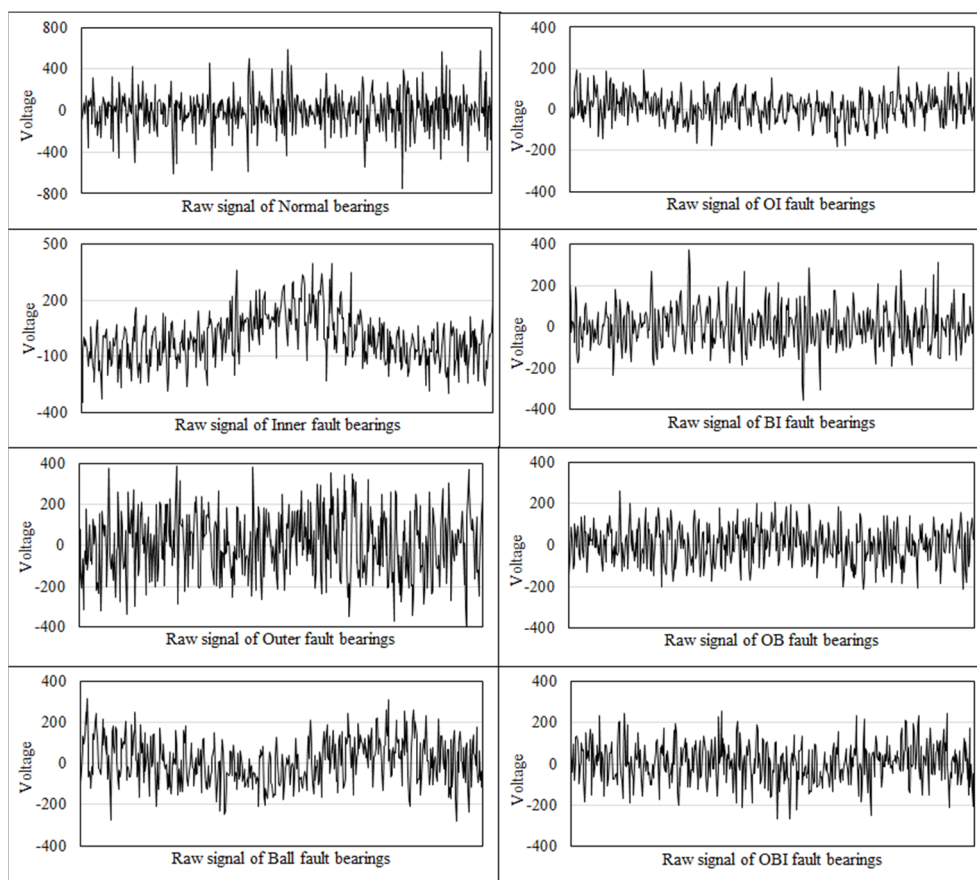 Voltage
800
400
0
-400
-800
Raw signal of Normal bearings
Voltage
400
200
0
-200
-400
Raw signal of OI fault bearings
Voltage
500
200
-100
-400
Raw signal of Inner fault bearings
Voltage
400
200
0
-200
-400
Raw signal of BI fault bearings
Voltage
400
200
0
-200
-400
Raw signal of Outer fault bearings
Voltage
400
200
0
-200
-400
Raw signal of OB fault bearings
Voltage
400
200
0
-200
-400
Raw signal of Ball fault bearings
Voltage
400
200
0
-200
-400
Raw signal of OBI fault bearings